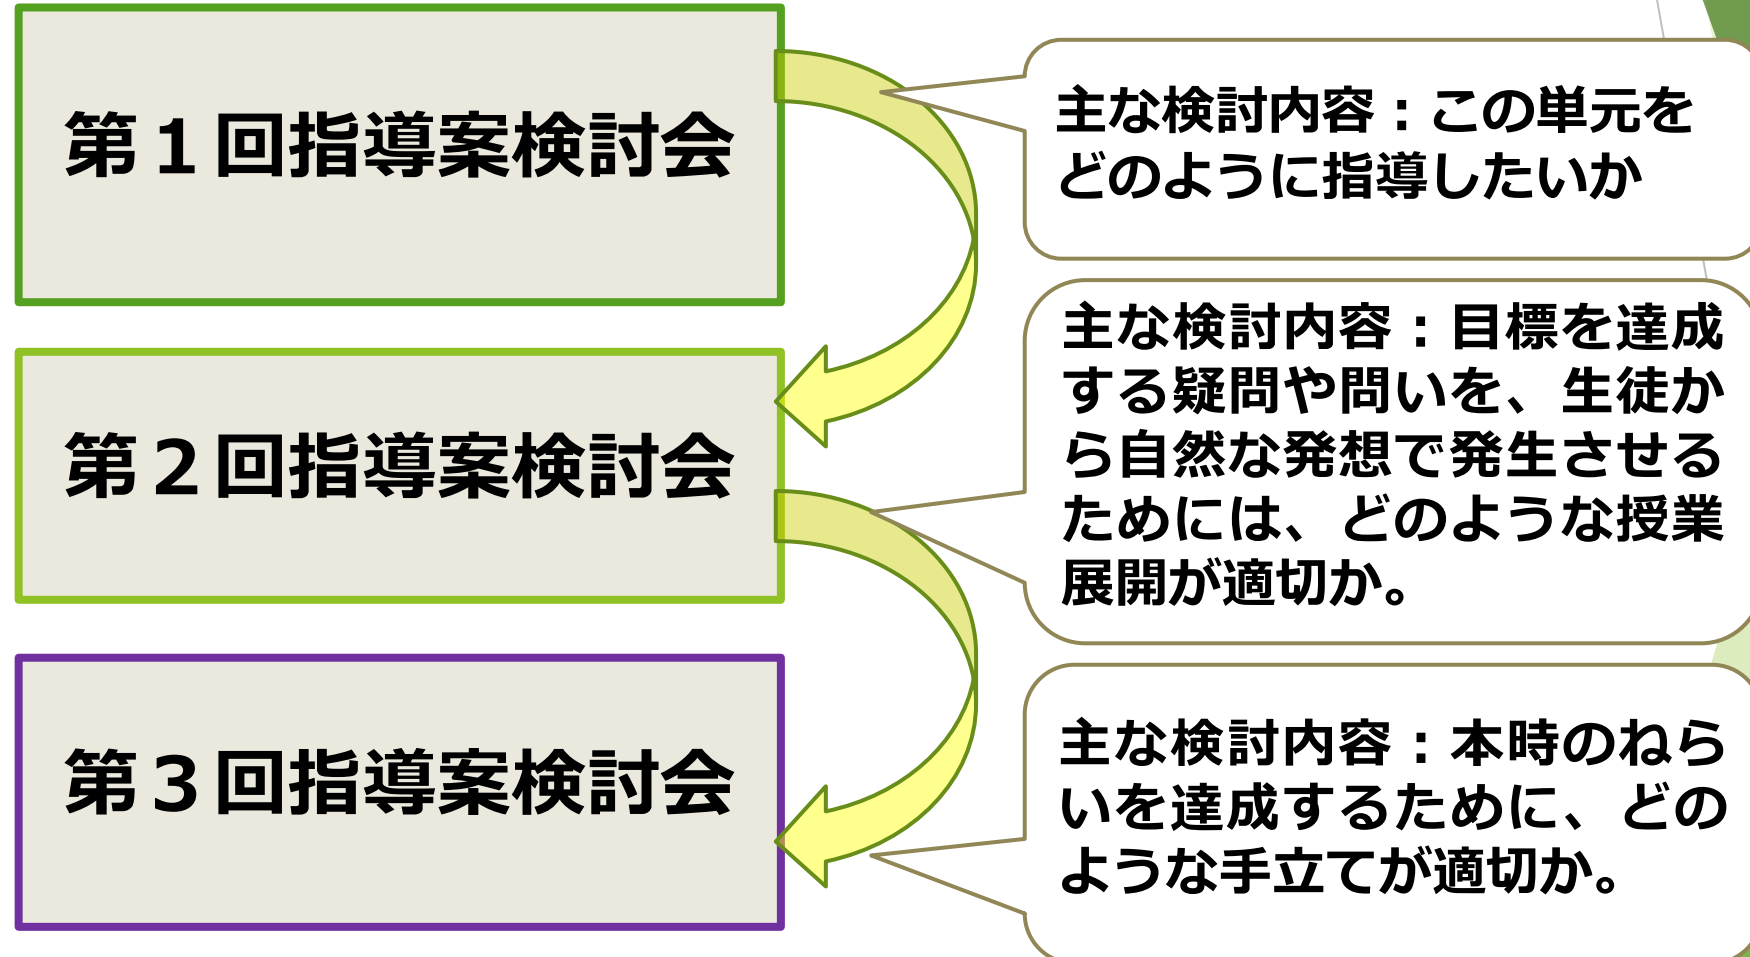 第１回指導案検討会
主な検討内容：この単元を
どのように指導したいか
第２回指導案検討会
主な検討内容：目標を達成
する疑問や問いを、生徒か
ら自然な発想で発生させる
ためには、どのような授業
展開が適切か。
第３回指導案検討会
主な検討内容：本時のねら
いを達成するために、どの
ような手立てが適切か。